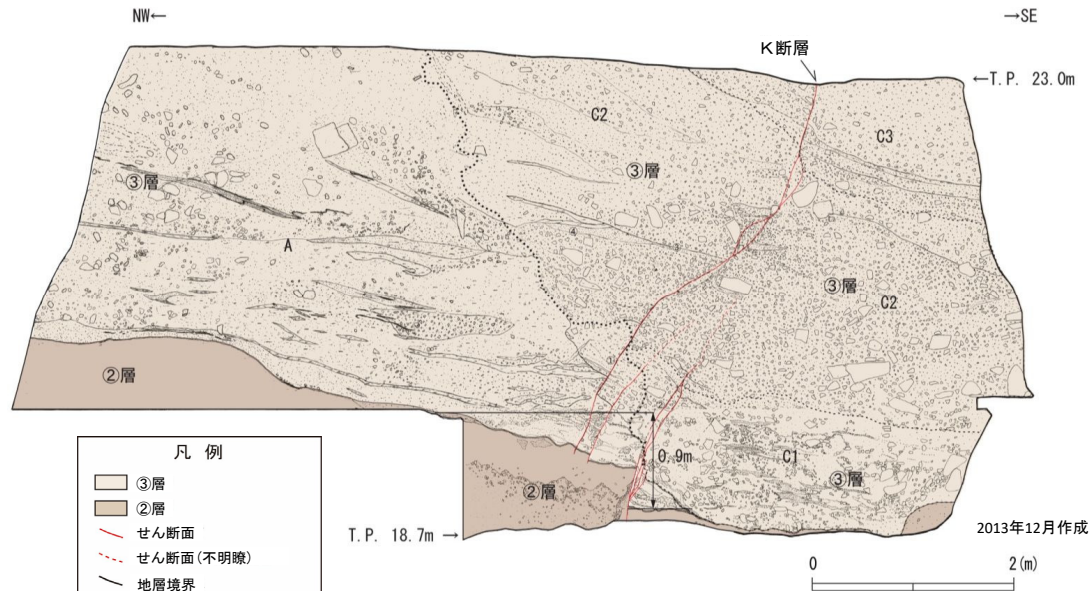 NW←
→SE
K断層
←T.P. 23.0m
C2
C3
③層
③層
④
③
A
③層
C2
②層
①
凡 例
③層
②層
せん断面
せん断面(不明瞭)
地層境界
0.9m
C1
③層
②層
T.P. 18.7m→
2013年12月作成
0
2(m)